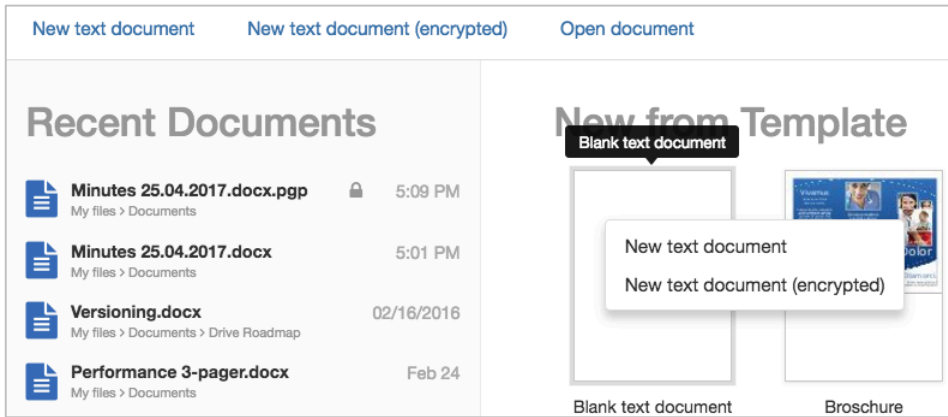 New text document New text document (encrypted) Open document
Recent Documents
Minutes 25.04.2017.docx.pgp 5:09 PM
My files > Documents
Minutes 25.04.2017.docx 5:01 PM
My files > Documents
Versioning.docx 02/16/2016
My files > Documents > Drive Roadmap
Performance 3-pager.docx Feb 24
My files > Documents
New from Template
Blank text document
Vivamus
Dolor
New text document
New text document (encrypted)
Blank text document Broschure